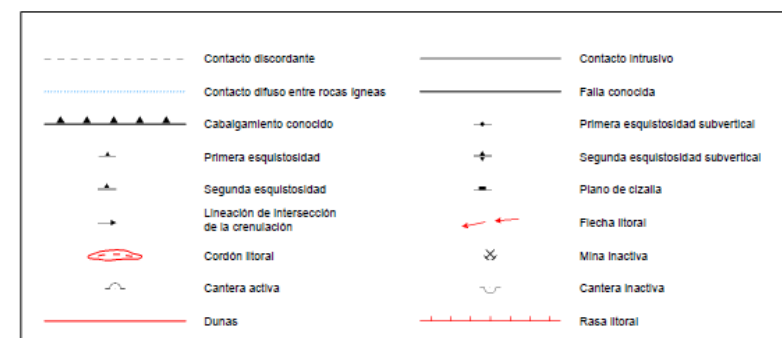 Contacto discordante
Contacto intrusivo
Contacto difuso entre rocas ígneas
Falla conocida
Cabalgamiento conocido
Primera esquistosidad subvertical
Primera esquistosidad
Segunda esquistosidad subvertical
Segunda esquistosidad
Plano de cizalla
Lineación de intersección
de la crenulación
Flecha litoral
Cordón litoral
Mina inactiva
Cantera activa
Cantera inactiva
Dunas
Rasa litoral